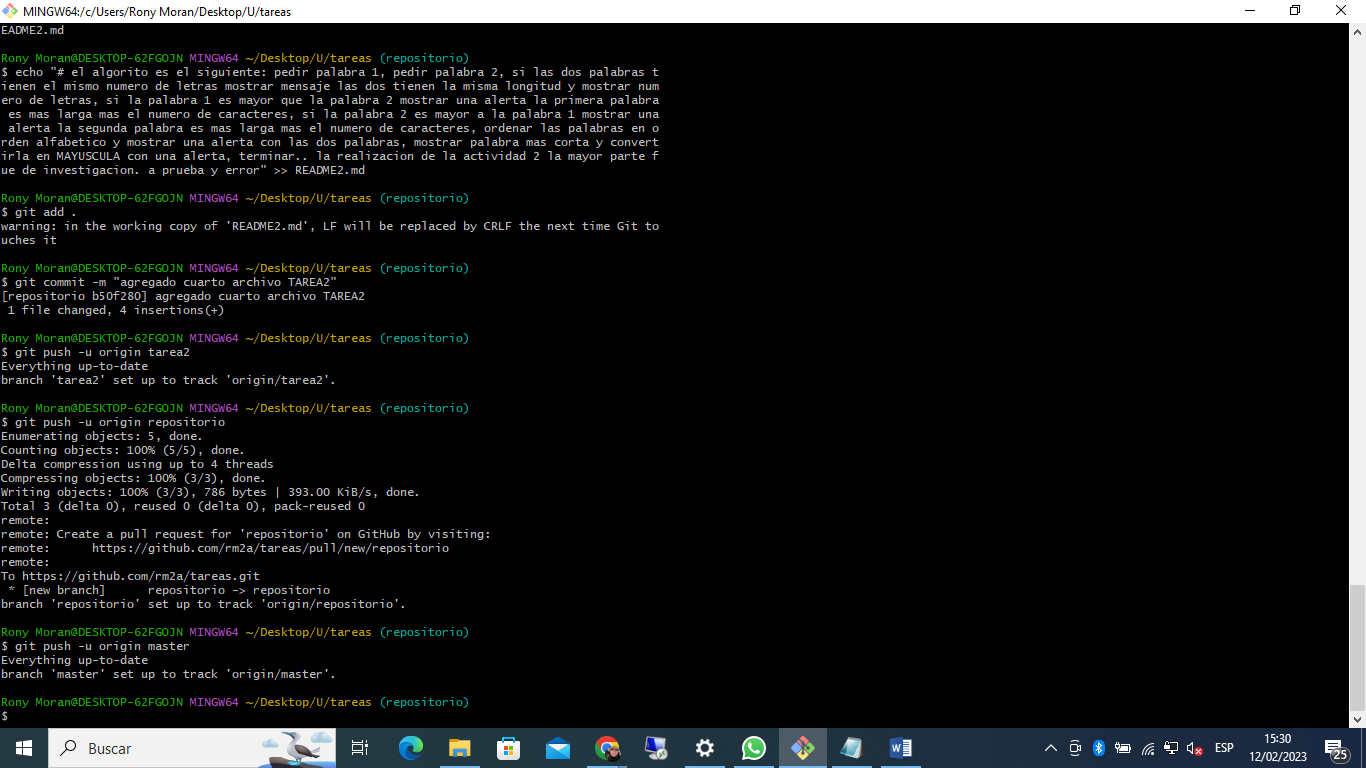 MINGW64:/c/Users/Rony Moran/Desktop/U/tareas
EADME2.md
Rony Moran@DESKTOP-62FGOJN MINGW64 ~/Desktop/U/tareas (repositorio)
$ echo "# el algorito es el siguiente: pedir palabra 1, pedir palabra 2, si las dos palabras t
ienen el mismo numero de letras mostrar mensaje las dos tienen la misma longitud y mostrar num
ero de letras, si la palabra 1 es mayor que la palabra 2 mostrar una alerta la primera palabra
 es mas larga mas el numero de caracteres, si la palabra 2 es mayor a la palabra 1 mostrar una
 alerta la segunda palabra es mas larga mas el numero de caracteres, ordenar las palabras en o
rden alfabetico y mostrar una alerta con las dos palabras, mostrar palabra mas corta y convert
irla en MAYUSCULA con una alerta, terminar.. la realizacion de la actividad 2 la mayor parte f
ue de investigacion. a prueba y error" >> README2.md
Rony Moran@DESKTOP-62FGOJN MINGW64 ~/Desktop/U/tareas (repositorio)
$ git add .
warning: in the working copy of 'README2.md', LF will be replaced by CRLF the next time Git to
uches it
Rony Moran@DESKTOP-62FGOJN MINGW64 ~/Desktop/U/tareas (repositorio)
$ git commit -m "agregado cuarto archivo TAREA2"
[repositorio b50f280] agregado cuarto archivo TAREA2
 1 file changed, 4 insertions(+)
Rony Moran@DESKTOP-62FGOJN MINGW64 ~/Desktop/U/tareas (repositorio)
$ git push -u origin tarea2
Everything up-to-date
branch 'tarea2' set up to track 'origin/tarea2'.
Rony Moran@DESKTOP-62FGOJN MINGW64 ~/Desktop/U/tareas (repositorio)
$ git push -u origin repositorio
Enumerating objects: 5, done.
Counting objects: 100% (5/5), done.
Delta compression using up to 4 threads
Compressing objects: 100% (3/3), done.
Writing objects: 100% (3/3), 786 bytes | 393.00 KiB/s, done.
Total 3 (delta 0), reused 0 (delta 0), pack-reused 0
remote:
remote: Create a pull request for 'repositorio' on GitHub by visiting:
remote:      https://github.com/rm2a/tareas/pull/new/repositorio
remote:
To https://github.com/rm2a/tareas.git
 * [new branch]      repositorio -> repositorio
branch 'repositorio' set up to track 'origin/repositorio'.
Rony Moran@DESKTOP-62FGOJN MINGW64 ~/Desktop/U/tareas (repositorio)
$ git push -u origin master
Everything up-to-date
branch 'master' set up to track 'origin/master'.
Rony Moran@DESKTOP-62FGOJN MINGW64 ~/Desktop/U/tareas (repositorio)
$
Buscar
ESP
15:30
12/02/2023
25